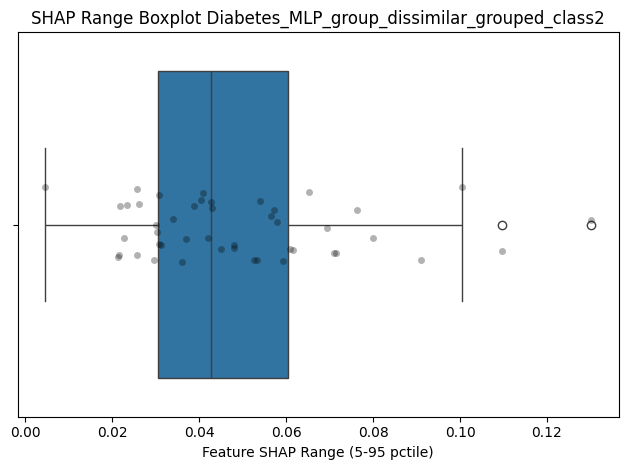 SHAP Range Boxplot Diabetes_MLP_group_dissimilar_grouped_class2
0.00 0.02 0.04 0.06 0.08 0.10 0.12
Feature SHAP Range (5-95 pctile)